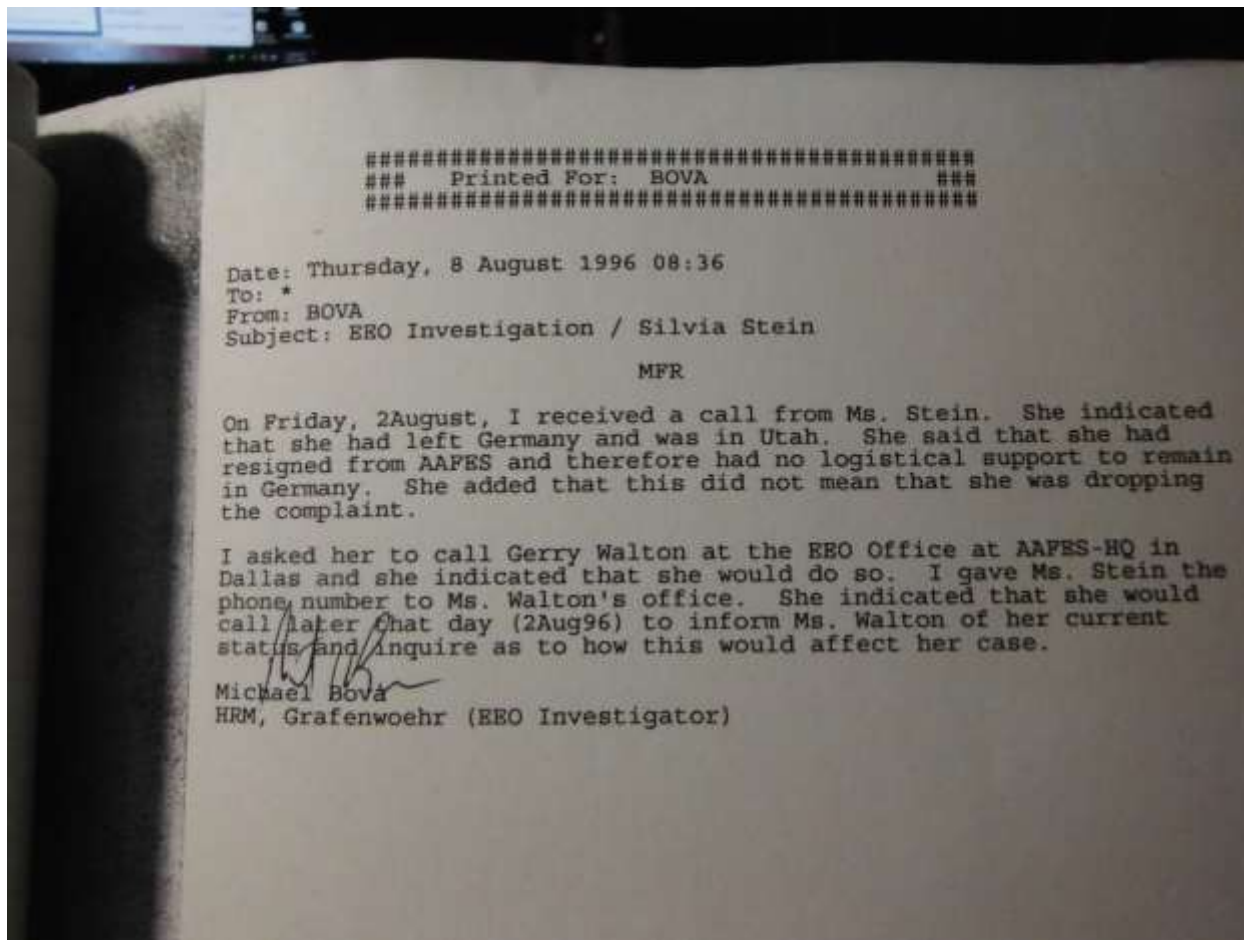 ###########################################
### Printed For: BOVA ###
###########################################
Date: Thursday, 8 August 1996 08:36
To: *
From: BOVA
Subject: EEO Investigation / Silvia Stein
MFR
On Friday, 2August, I received a call from Ms. Stein. She indicated
that she had left Germany and was in Utah. She said that she had
resigned from AAFES and therefore had no logistical support to remain
in Germany. She added that this did not mean that she was dropping
the complaint.
I asked her to call Gerry Walton at the EEO Office at AAFES-HQ in
Dallas and she indicated that she would do so. I gave Ms. Stein the
phone number to Ms. Walton's office. She indicated that she would
call later that day (2Aug96) to inform Ms. Walton of her current
status and inquire as to how this would affect her case.
Michael Bova
HRM, Grafenwoehr (EEO Investigator)